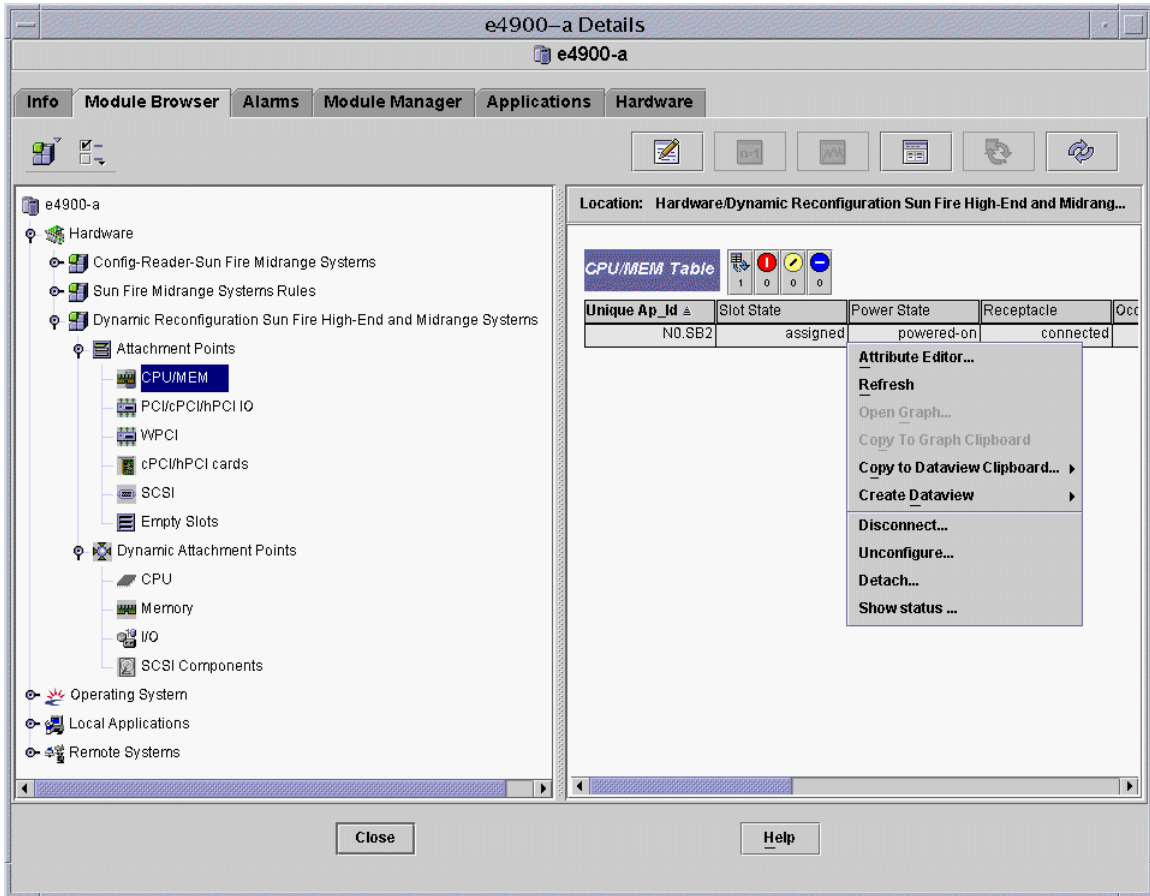 e4900–a Details
e4900-a
Info Module Browser Alarms Module Manager Applications Hardware
n=1
e4900-a
Hardware
Config-Reader-Sun Fire Midrange Systems
Sun Fire Midrange Systems Rules
Dynamic Reconfiguration Sun Fire High-End and Midrange Systems
Attachment Points
CPU/MEM
PCI/cPCI/hPCI IO
WPCI
cPCI/hPCI cards
SCSI
Empty Slots
Dynamic Attachment Points
CPU
Memory
I/O
SCSI Components
Operating System
Local Applications
Remote Systems
Location: Hardware/Dynamic Reconfiguration Sun Fire High-End and Midrang...
CPU/MEM Table
1 0 0 0
Unique Ap_Id Slot State Power State Receptacle Occ
N0.SB2 assigned powered-on connected
Attribute Editor...
Refresh
Open Graph...
Copy To Graph Clipboard
Copy to Dataview Clipboard...
Create Dataview
Disconnect...
Unconfigure...
Detach...
Show status ...
Close Help